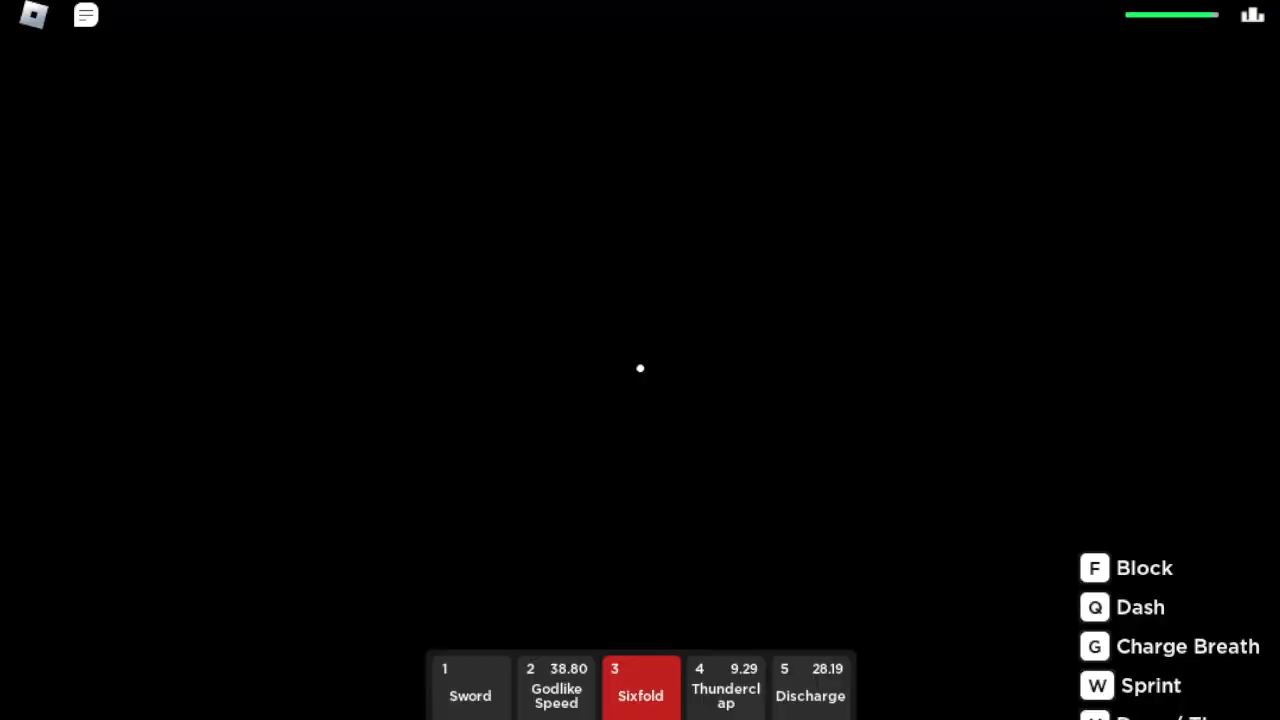 F Block
Q Dash
G Charge Breath
W Sprint
1
Sword
2 38.80
Godlike
Speed
3
Sixfold
4 9.29
Thundercl
ap
5 28.19
Discharge